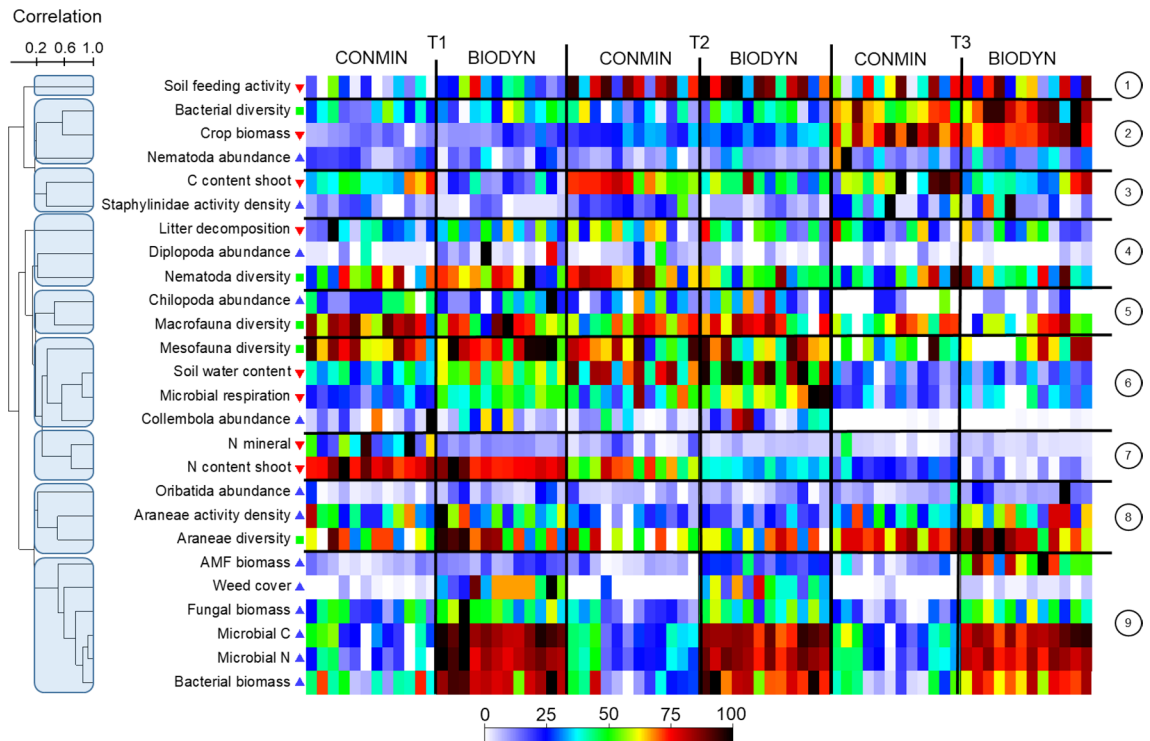 Correlation
0.2 0.6 1.0
T1 T2 T3
CONMIN BIODYN CONMIN BIODYN CONMIN BIODYN
Soil feeding activity
1
Bacterial diversity
Crop biomass
2
Nematoda abundance
C content shoot
3
Staphylinidae activity density
Litter decomposition
Diplopoda abundance
4
Nematoda diversity
Chilopoda abundance
5
Macrofauna diversity
Mesofauna diversity
Soil water content
6
Microbial respiration
Collembola abundance
N mineral
7
N content shoot
Oribatida abundance
Araneae activity density
8
Araneae diversity
AMF biomass
Weed cover
Fungal biomass
9
Microbial C
Microbial N
Bacterial biomass
0 25 50 75 100